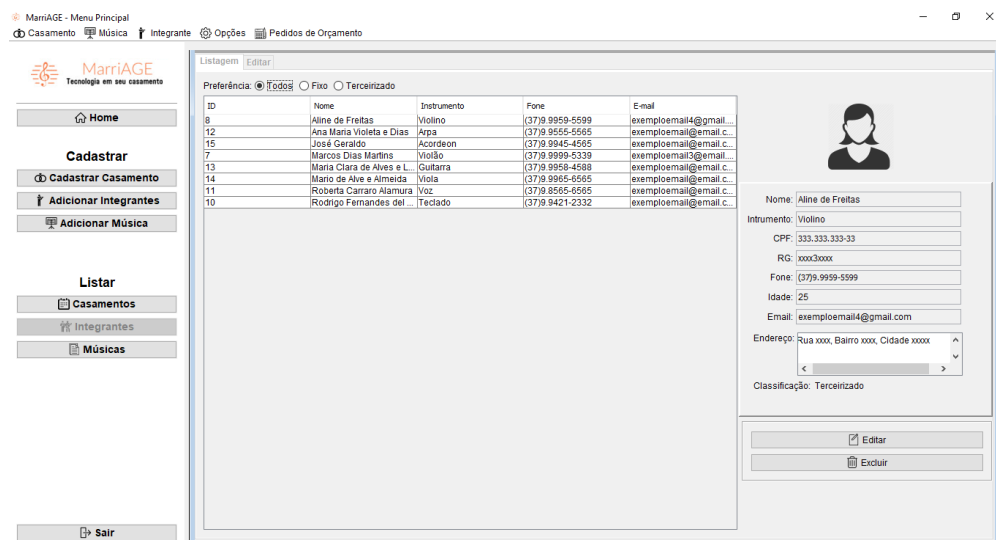 MarriAGE - Menu Principal
Casamento Música Integrante Opções Pedidos de Orçamento
MarriAGE
Tecnologia em seu casamento
Home
Cadastrar
Cadastrar Casamento
Adicionar Integrantes
Adicionar Música
Listar
Casamentos
Integrantes
Músicas
Sair
Listagem Editar
Preferência: Todos Fixo Terceirizado
ID Nome Instrumento Fone E-mail
8 Aline de Freitas Violino (37)9.9959-5599 exemploemail4@gmail....
12 Ana Maria Violeta e Dias Arpa (37)9.9555-5565 exemploemail@email.c...
15 José Geraldo Acordeon (37)9.9945-4565 exemploemail@email.c...
7 Marcos Dias Martins Violão (37)9.9999-5339 exemploemail3@email....
13 Maria Clara de Alves e L... Guitarra (37)9.9958-4588 exemploemail@email.c...
14 Mario de Alve e Almeida Viola (37)9.9965-6565 exemploemail@email.c...
11 Roberta Carraro Alamura Voz (37)9.8565-6565 exemploemail@email.c...
10 Rodrigo Fernandes del ... Teclado (37)9.9421-2332 exemploemail@email.c...
Nome: Aline de Freitas
Intrumento: Violino
CPF: 333.333.333-33
RG: xxxx3xxxx
Fone: (37)9.9959-5599
Idade: 25
Email: exemploemail4@gmail.com
Endereço: Rua xxxx, Bairro xxxx, Cidade xxxxx
Classificação: Terceirizado
Editar
Excluir